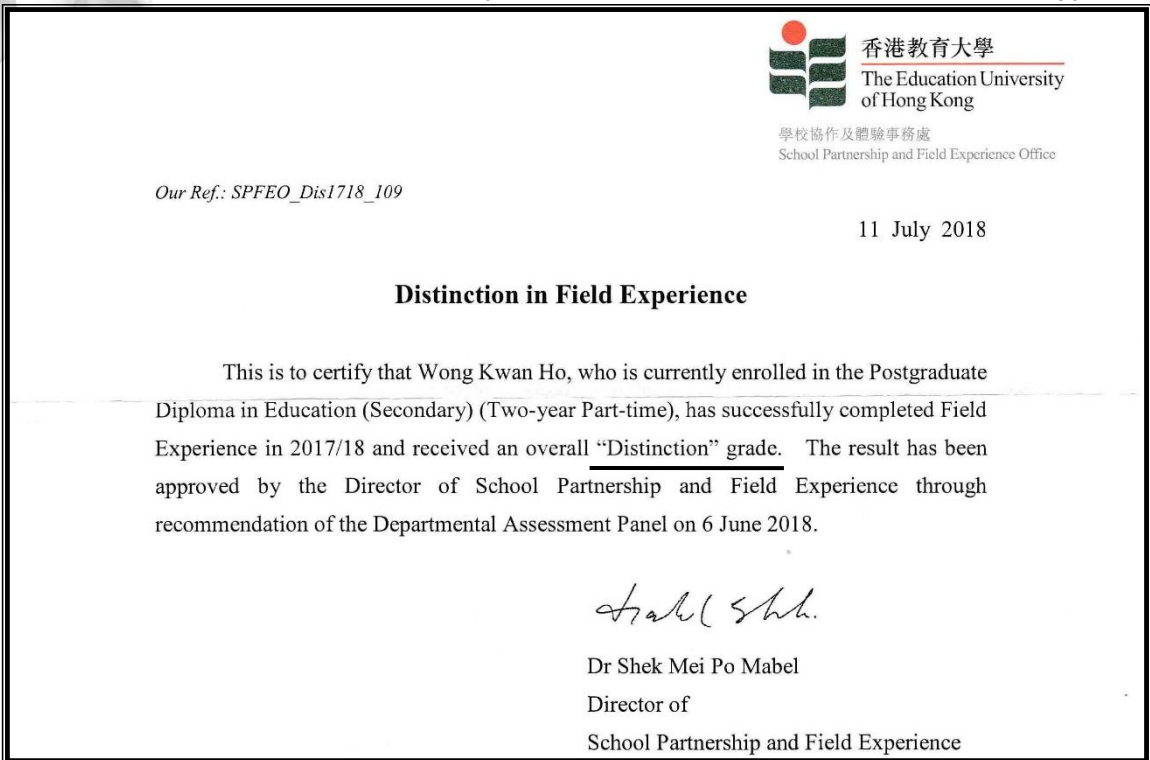 香港教育大學
The Education University
of Hong Kong
學校協作及體驗事務處
School Partnership and Field Experience Office
Our Ref.: SPFEO_Dis1718_109
11 July 2018
Distinction in Field Experience
This is to certify that Wong Kwan Ho, who is currently enrolled in the Postgraduate
Diploma in Education (Secondary) (Two-year Part-time), has successfully completed Field
Experience in 2017/18 and received an overall “Distinction” grade. The result has been
approved by the Director of School Partnership and Field Experience through
recommendation of the Departmental Assessment Panel on 6 June 2018.
Dr Shek Mei Po Mabel
Director of
School Partnership and Field Experience